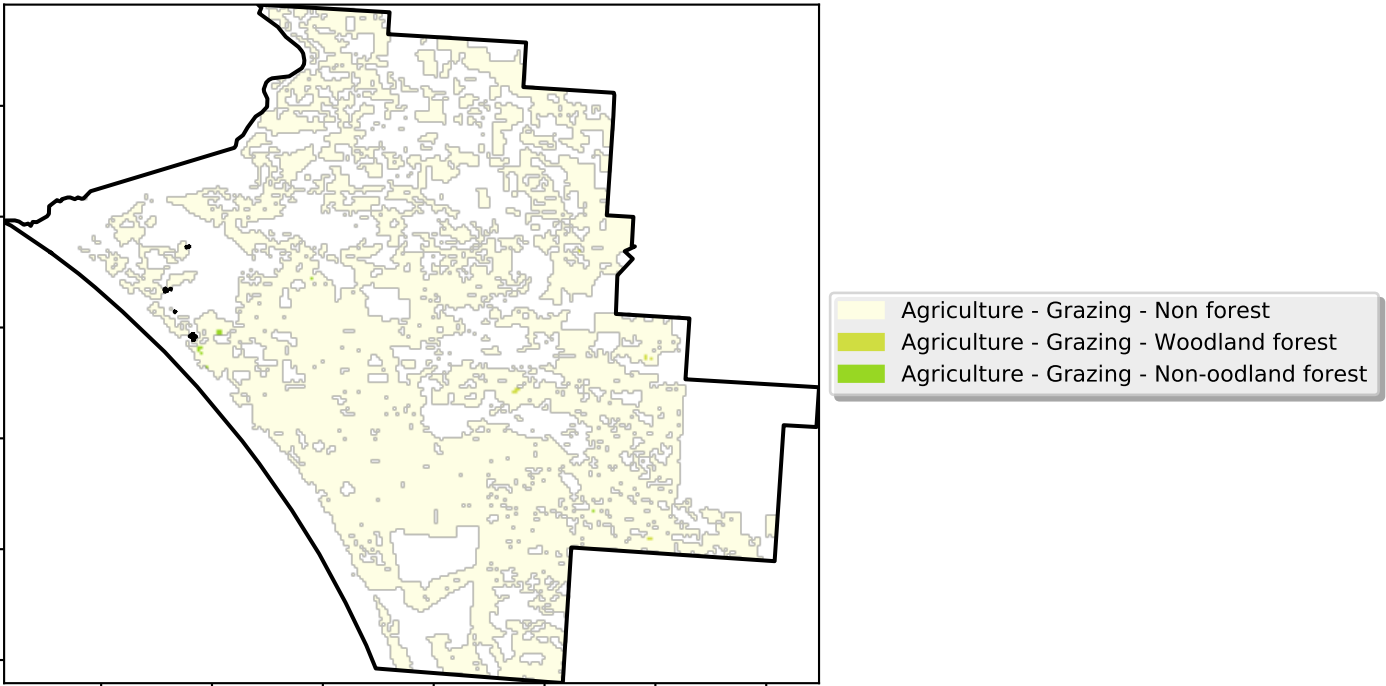 Agriculture - Grazing - Non forest
Agriculture - Grazing - Woodland forest
Agriculture - Grazing - Non-oodland forest